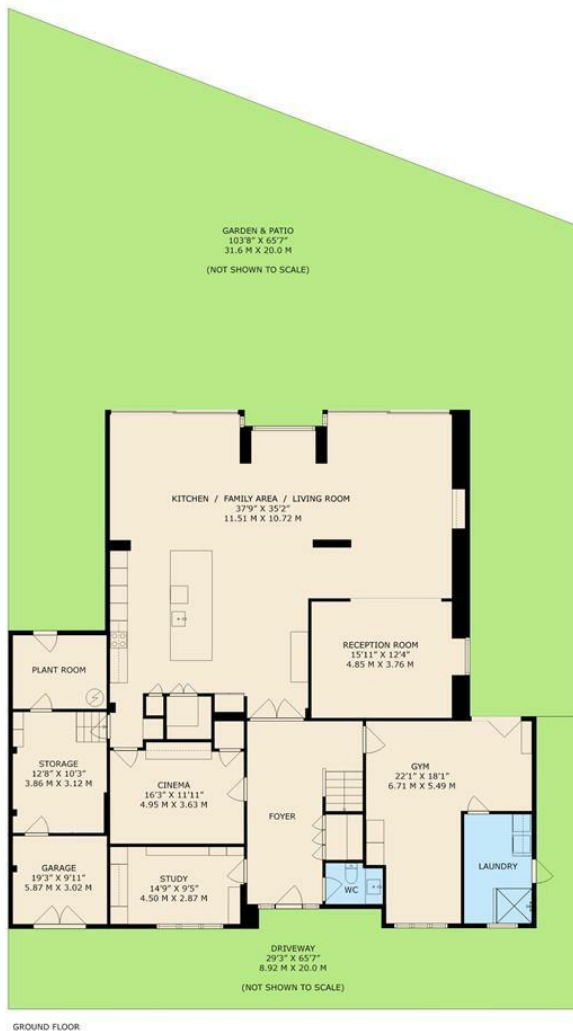 GARDEN & PATIO
103'8" X 65'7"
31.6 M X 20.0 M
(NOT SHOWN TO SCALE)
KITCHEN / FAMILY AREA / LIVING ROOM
37'9" X 35'2"
11.51 M X 10.72 M
RECEPTION ROOM
15'11" X 12'4"
4.85 M X 3.76 M
PLANT ROOM
STORAGE
12'8" X 10'3"
3.86 M X 3.12 M
CINEMA
16'3" X 11'11"
4.95 M X 3.63 M
FOYER
GYM
22'1" X 18'1"
6.71 M X 5.49 M
GARAGE
19'3" X 9'11"
5.87 M X 3.02 M
STUDY
14'9" X 9'5"
4.50 M X 2.87 M
WC
LAUNDRY
DRIVEWAY
29'3" X 65'7"
8.92 M X 20.0 M
(NOT SHOWN TO SCALE)
GROUND FLOOR